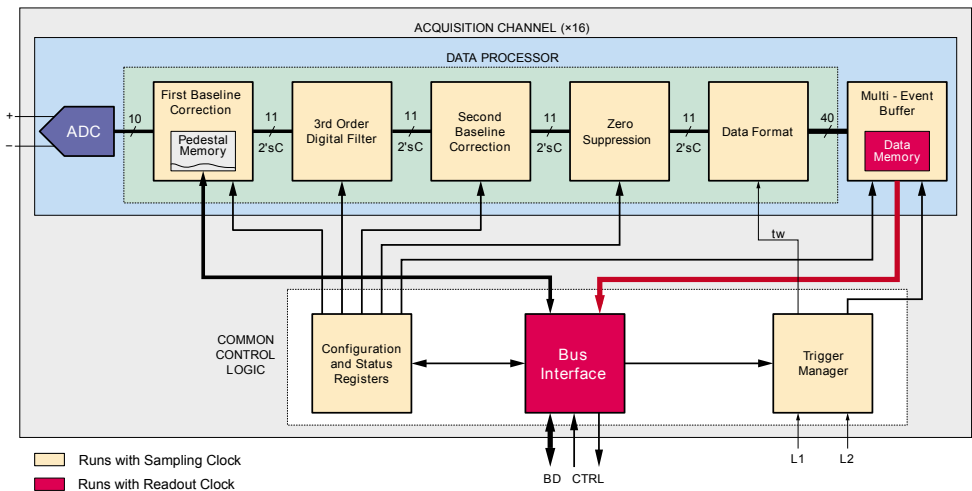 ACQUISITION CHANNEL (×16)
DATA PROCESSOR
+
−
ADC
10
First Baseline
Correction
Pedestal
Memory
11
2'sC
3rd Order
Digital Filter
11
2'sC
Second
Baseline
Correction
11
2'sC
Zero
Suppression
11
2'sC
Data Format
40
Multi - Event
Buffer
Data
Memory
tw
COMMON
CONTROL
LOGIC
Configuration
and Status
Registers
Bus
Interface
Trigger
Manager
BD
CTRL
L1
L2
Runs with Sampling Clock
Runs with Readout Clock